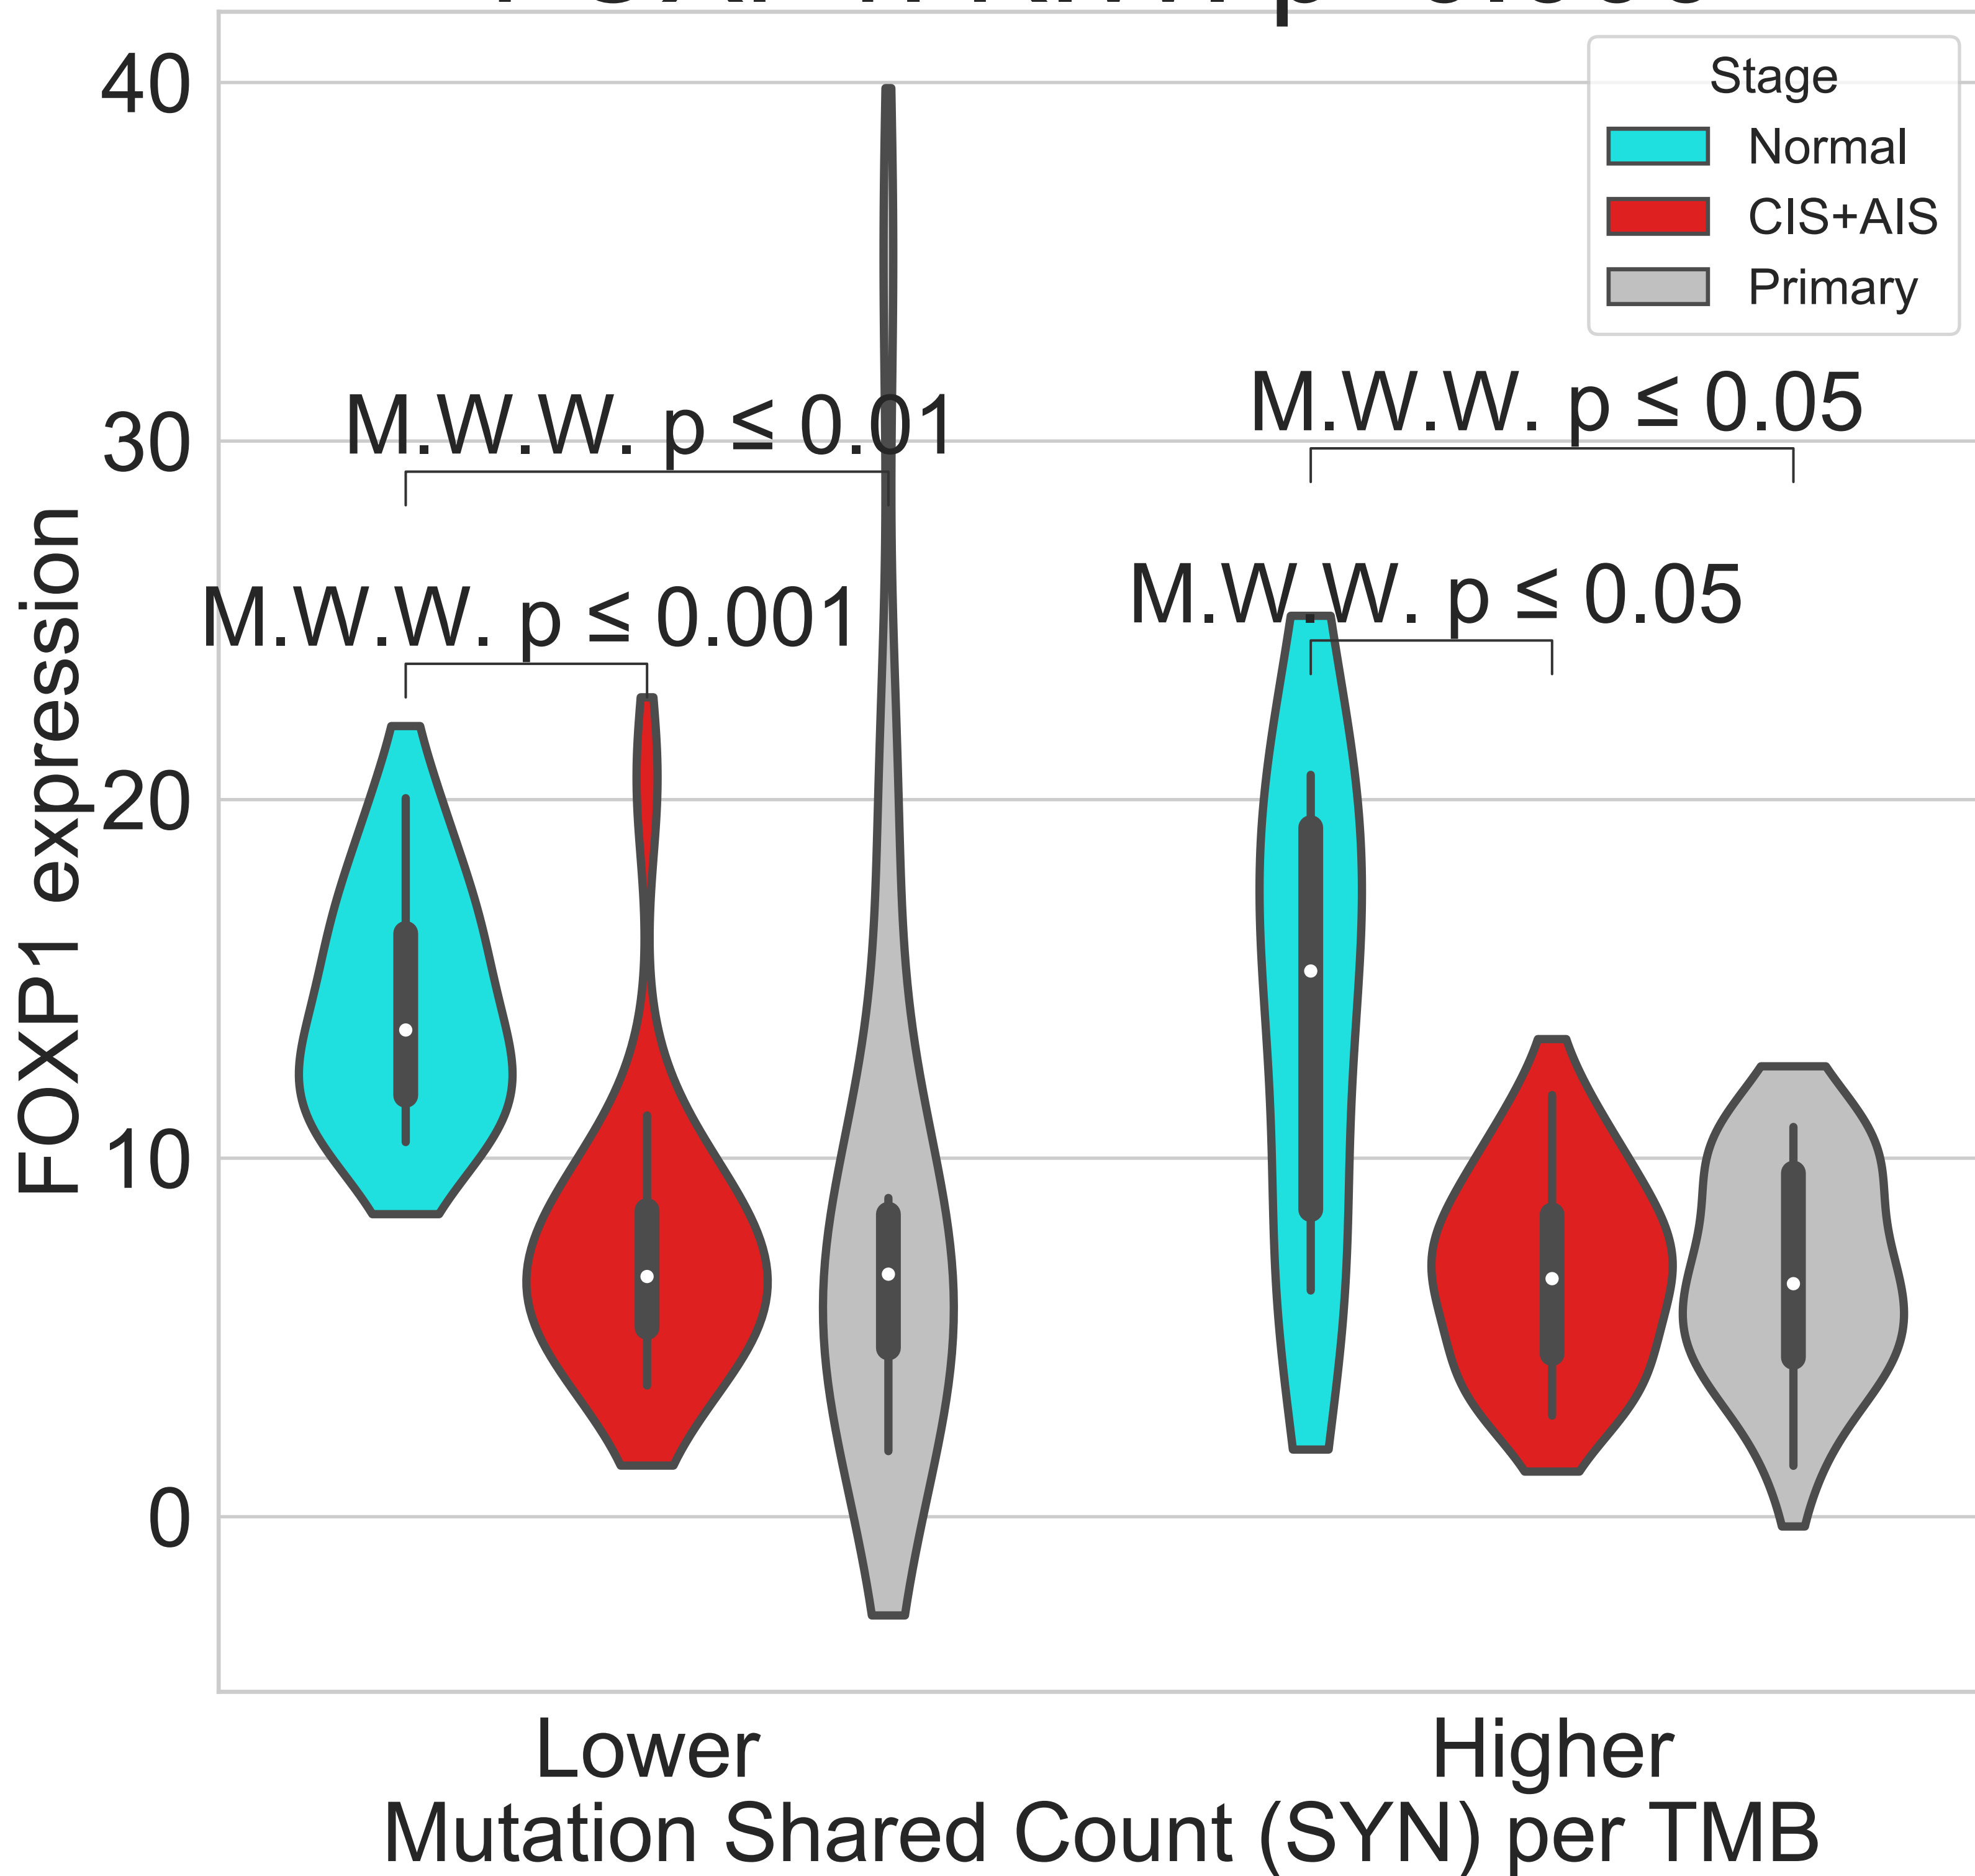 40
30
20
10
0
FOXP1 expression
Stage
Normal
CIS+AIS
Primary
M.W.W. p ≤ 0.01
M.W.W. p ≤ 0.05
M.W.W. p ≤ 0.001
M.W.W. p ≤ 0.05
Lower
Higher
Mutation Shared Count (SYN) per TMB